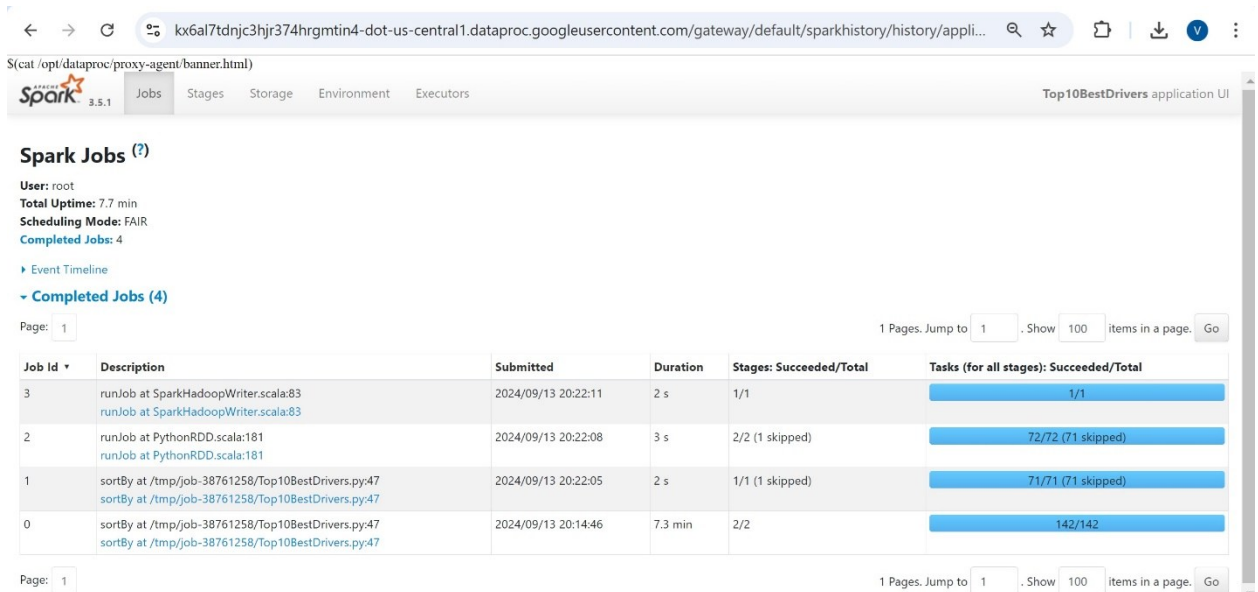 kx6al7tdnjc3hjr374hrgmtin4-dot-us-central1.dataproc.googleusercontent.com/gateway/default/sparkhistory/history/appli...
V
$(cat /opt/dataproc/proxy-agent/banner.html)
APACHE Spark 3.5.1 Jobs Stages Storage Environment Executors Top10BestDrivers application UI
Spark Jobs (?)
User: root
Total Uptime: 7.7 min
Scheduling Mode: FAIR
Completed Jobs: 4
Event Timeline
Completed Jobs (4)
Page: 1 1 Pages. Jump to 1 . Show 100 items in a page. Go
Job Id ▾ Description Submitted Duration Stages: Succeeded/Total Tasks (for all stages): Succeeded/Total
3 runJob at SparkHadoopWriter.scala:83 2024/09/13 20:22:11 2 s 1/1 1/1
runJob at SparkHadoopWriter.scala:83
2 runJob at PythonRDD.scala:181 2024/09/13 20:22:08 3 s 2/2 (1 skipped) 72/72 (71 skipped)
runJob at PythonRDD.scala:181
1 sortBy at /tmp/job-38761258/Top10BestDrivers.py:47 2024/09/13 20:22:05 2 s 1/1 (1 skipped) 71/71 (71 skipped)
sortBy at /tmp/job-38761258/Top10BestDrivers.py:47
0 sortBy at /tmp/job-38761258/Top10BestDrivers.py:47 2024/09/13 20:14:46 7.3 min 2/2 142/142
sortBy at /tmp/job-38761258/Top10BestDrivers.py:47
Page: 1 1 Pages. Jump to 1 . Show 100 items in a page. Go